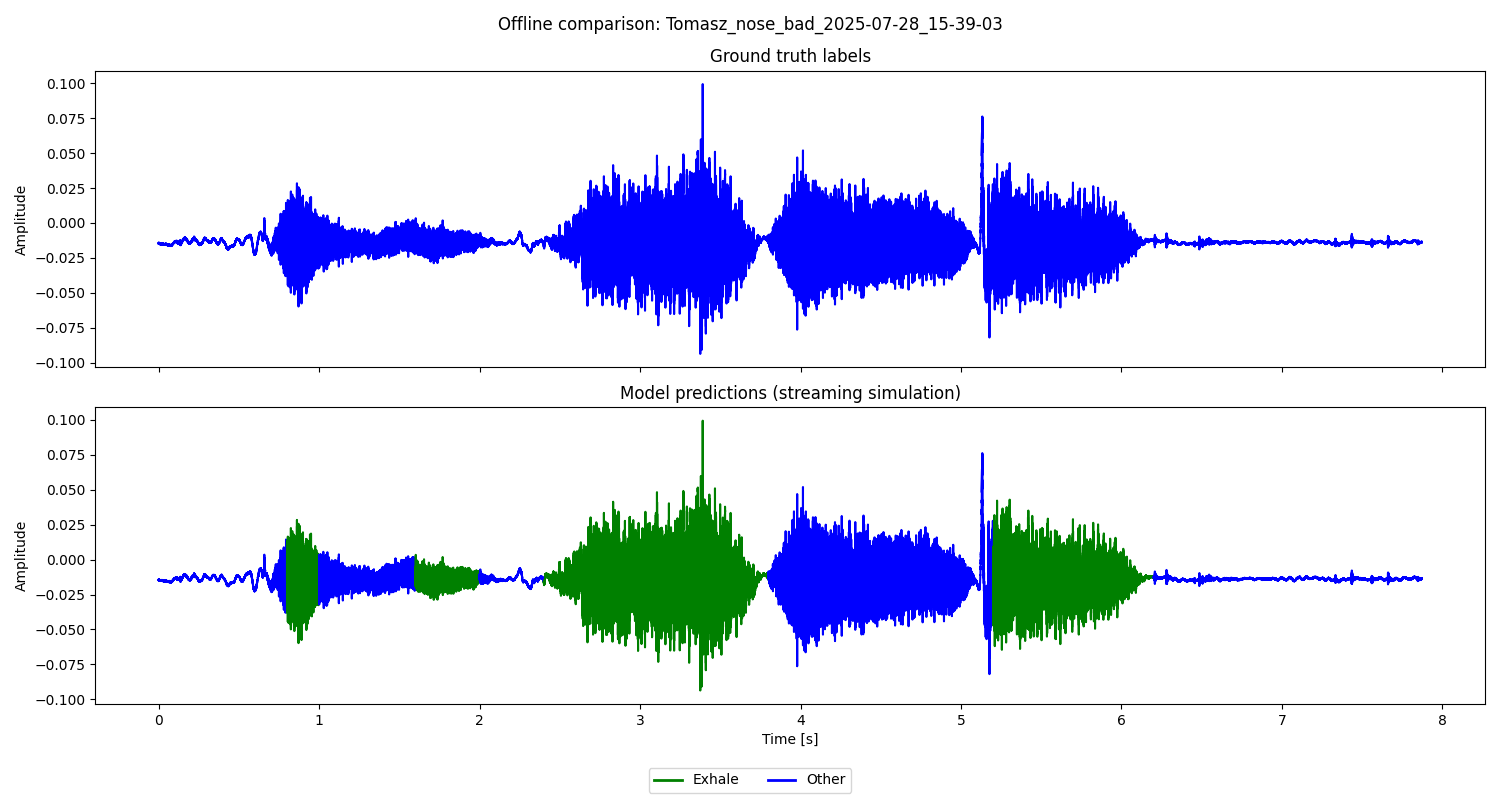 Offline comparison: Tomasz_nose_bad_2025-07-28_15-39-03
Ground truth labels
0.100
0.075
0.050
0.025
0.000
−0.025
−0.050
−0.075
−0.100
Amplitude
Model predictions (streaming simulation)
0.100
0.075
0.050
0.025
0.000
−0.025
−0.050
−0.075
−0.100
Amplitude
0 1 2 3 4 5 6 7 8
Time [s]
Exhale Other